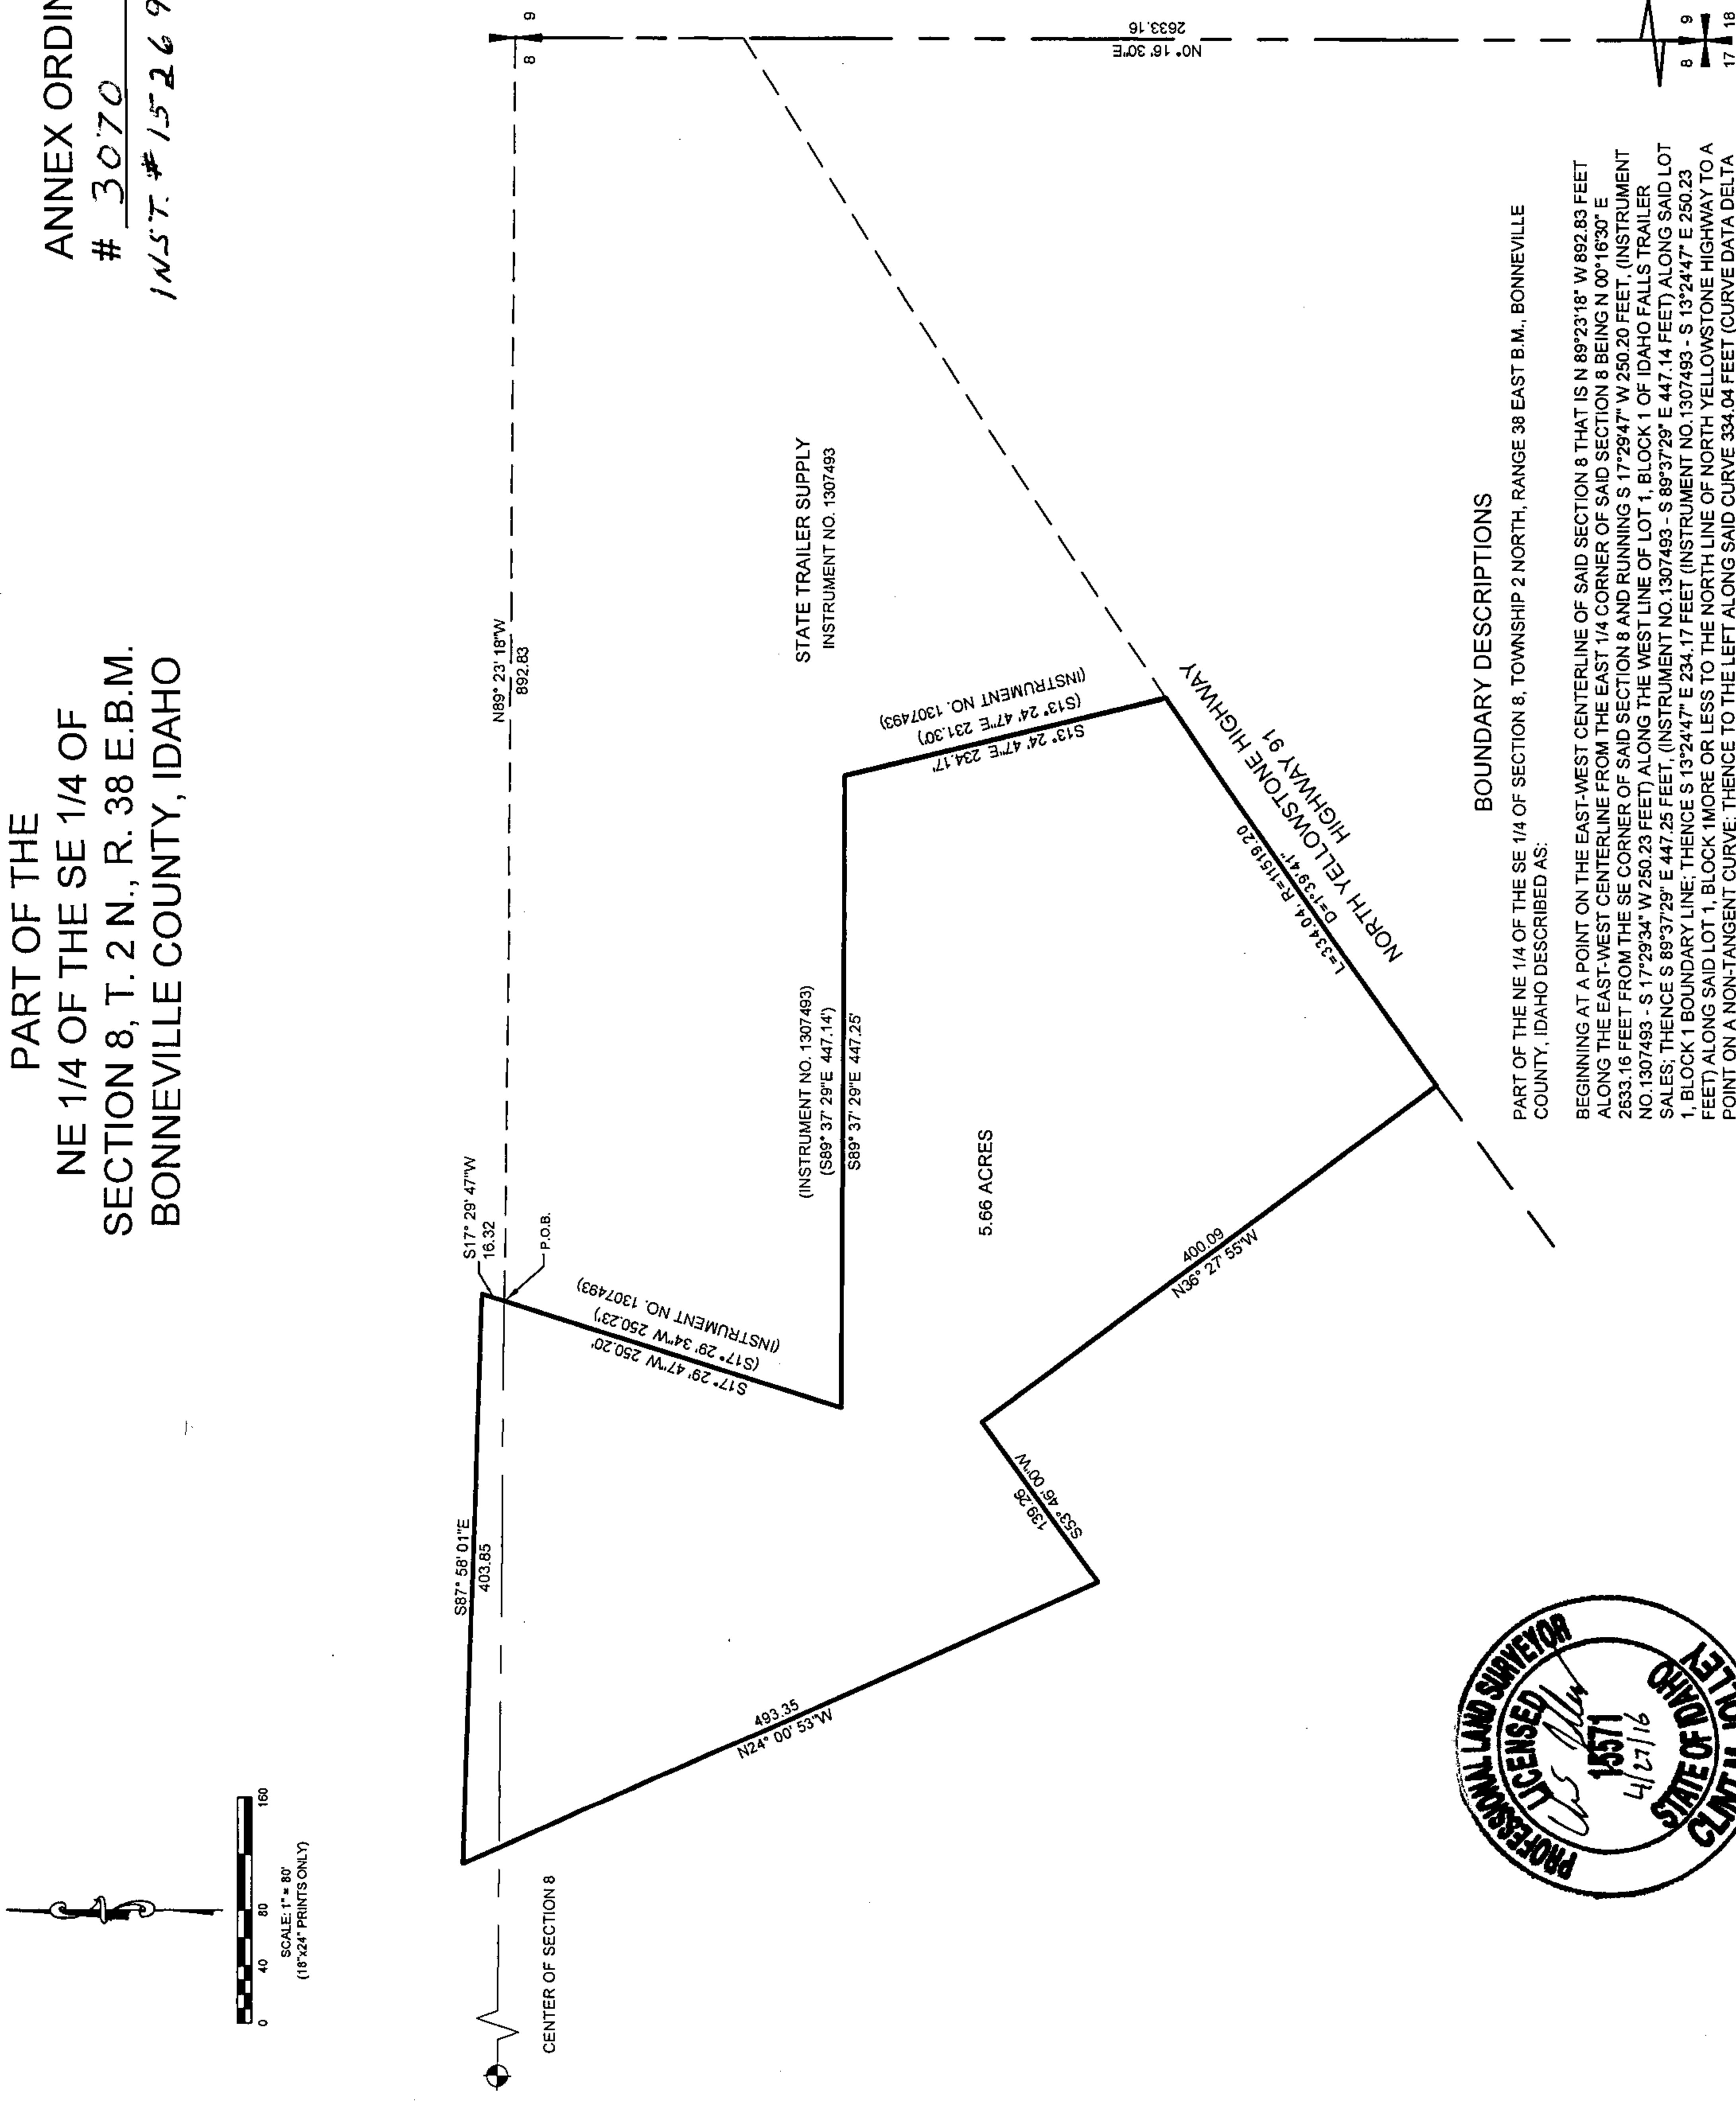 PART OF THE
NE 1/4 OF THE SE 1/4 OF
SECTION 8, T. 2 N., R. 38 E.B.M.
BONNEVILLE COUNTY, IDAHO
ANNEX ORDIN
# 3070
INST. # 15269
0 40 80 160
SCALE: 1" = 80'
(18"x24" PRINTS ONLY)
CENTER OF SECTION 8
S87° 58' 01"E
403.85
S17° 29' 47"W
16.32
P.O.B.
N89° 23' 18"W
892.83
8 9
N0° 16' 30"E
2633.16
8 9
17 18
S17° 29' 47"W 250.20'
(S17° 29' 34"W 250.23')
(INSTRUMENT NO. 1307493)
(INSTRUMENT NO. 1307493)
(S89° 37' 29"E 447.14')
S89° 37' 29"E 447.25'
STATE TRAILER SUPPLY
INSTRUMENT NO. 1307493
S13° 24' 47"E 234.17'
(S13° 24' 47"E 231.30')
(INSTRUMENT NO. 1307493)
493.35
N24° 00' 53"W
139.26
S53° 46' 00"W
5.66 ACRES
400.09
N36° 27' 55"W
L=334.04, R=11519.20
D=1°39'41"
NORTH YELLOWSTONE HIGHWAY
HIGHWAY 91
BOUNDARY DESCRIPTIONS
PART OF THE NE 1/4 OF THE SE 1/4 OF SECTION 8, TOWNSHIP 2 NORTH, RANGE 38 EAST B.M., BONNEVILLE
COUNTY, IDAHO DESCRIBED AS:
BEGINNING AT A POINT ON THE EAST-WEST CENTERLINE OF SAID SECTION 8 THAT IS N 89°23'18" W 892.83 FEET
ALONG THE EAST-WEST CENTERLINE FROM THE EAST 1/4 CORNER OF SAID SECTION 8 BEING N 00°16'30" E
2633.16 FEET FROM THE SE CORNER OF SAID SECTION 8 AND RUNNING S 17°29'47" W 250.20 FEET, (INSTRUMENT
NO.1307493 - S 17°29'34" W 250.23 FEET) ALONG THE WEST LINE OF LOT 1, BLOCK 1 OF IDAHO FALLS TRAILER
SALES; THENCE S 89°37'29" E 447.25 FEET, (INSTRUMENT NO.1307493 - S 89°37'29" E 447.14 FEET) ALONG SAID LOT
1, BLOCK 1 BOUNDARY LINE; THENCE S 13°24'47" E 234.17 FEET (INSTRUMENT NO.1307493 - S 13°24'47" E 250.23
FEET) ALONG SAID LOT 1, BLOCK 1MORE OR LESS TO THE NORTH LINE OF NORTH YELLOWSTONE HIGHWAY TO A
POINT ON A NON-TANGENT CURVE; THENCE TO THE LEFT ALONG SAID CURVE 334.04 FEET (CURVE DATA DELTA
PROFESSIONAL LAND SURVEYOR
LICENSED
15571
4/27/16
STATE OF IDAHO